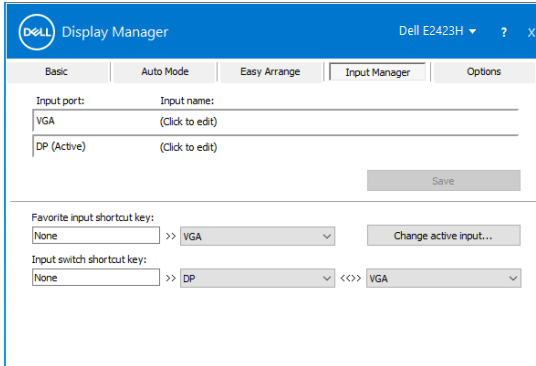 DELL Display Manager Dell E2423H ? X
Basic Auto Mode Easy Arrange Input Manager Options
Input port: Input name:
VGA (Click to edit)
DP (Active) (Click to edit)
Save
Favorite input shortcut key:
None >> VGA Change active input...
Input switch shortcut key:
None >> DP <<>> VGA